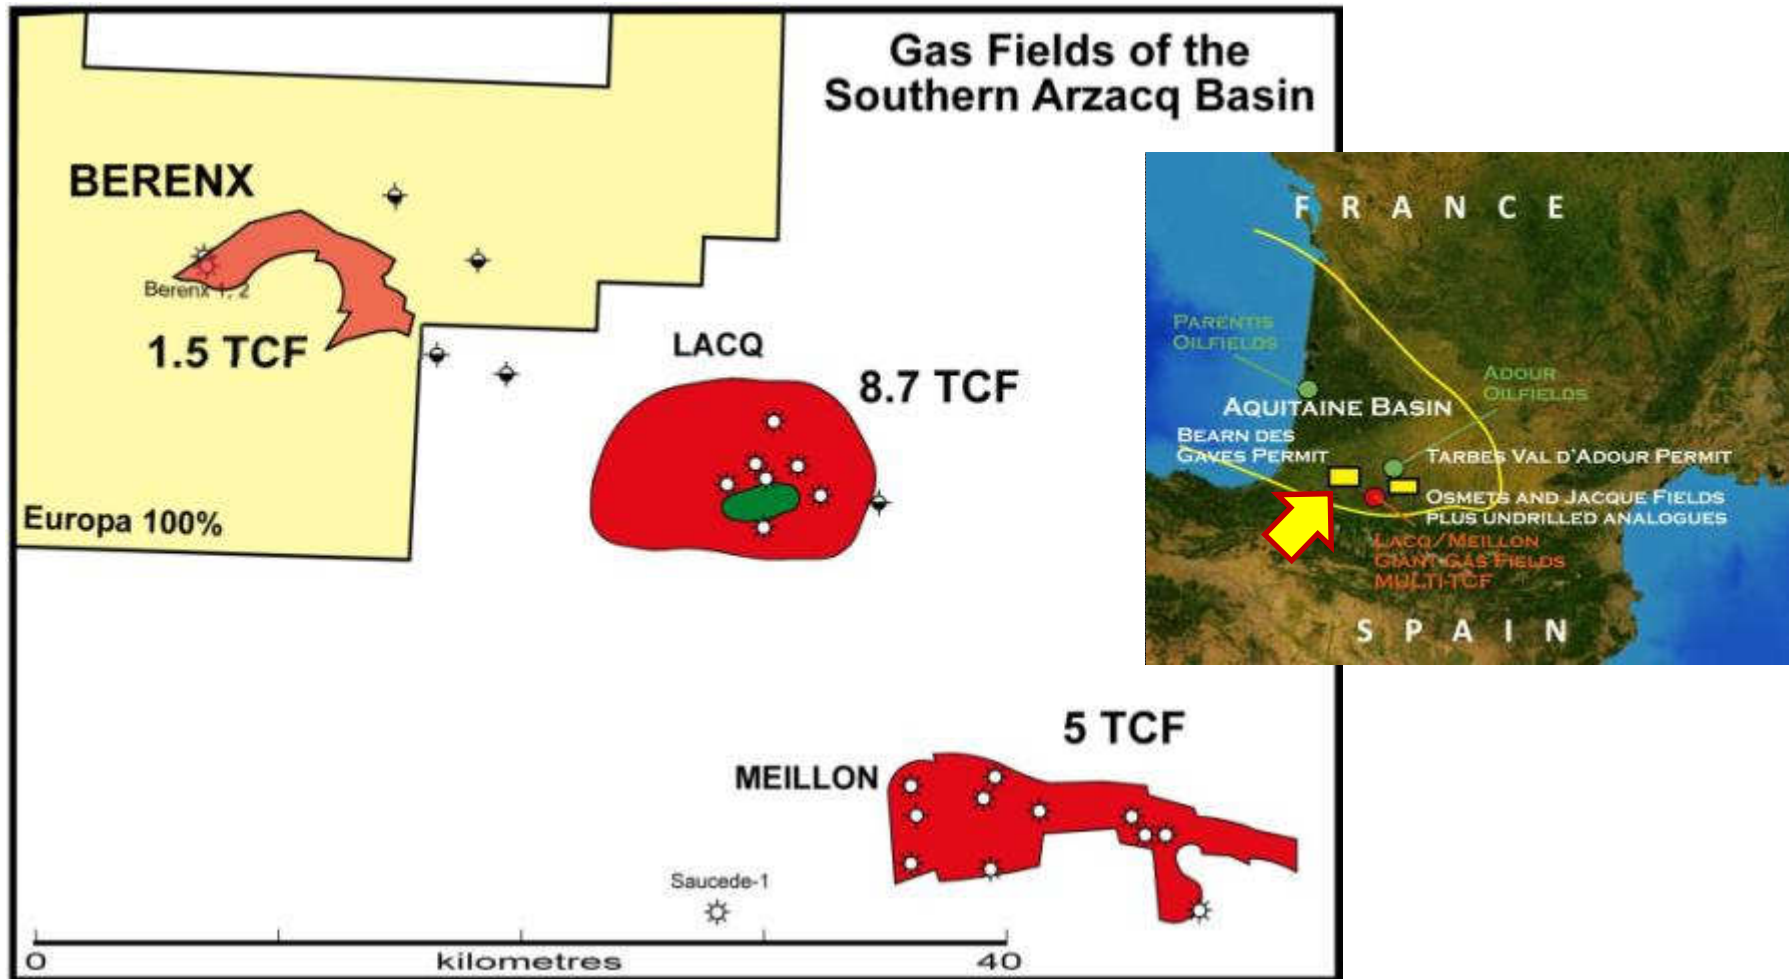 Gas Fields of the
Southern Arzacq Basin
BERENX
Berenx 1, 2
1.5 TCF
LACQ
8.7 TCF
Europa 100%
5 TCF
MEILLON
Saucede-1
0
kilometres
40
FRANCE
PARENTIS
OILFIELDS
ADOUR
OILFIELDS
AQUITAINE BASIN
BEARN DES
GAVES PERMIT
TARBES VAL D'ADOUR PERMIT
OSMETS AND JACQUE FIELDS
PLUS UNDRILLED ANALOGUES
LACQ/MEILLON
GIANT GAS FIELDS
MULTI-TCF
SPAIN